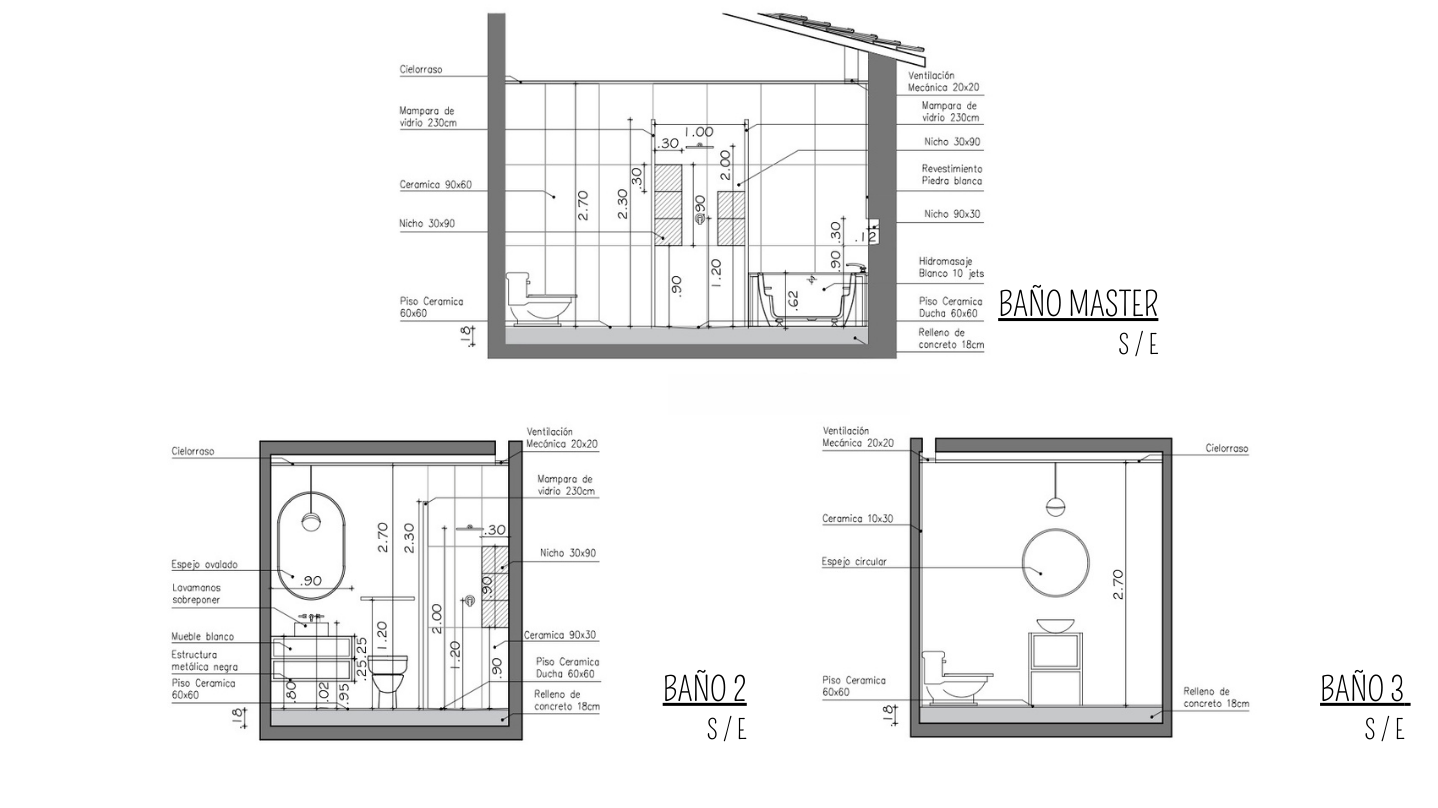 Cielorraso
Mampara de
vidrio 230cm
Ceramica 90x60
Nicho 30x90
Piso Ceramica
60x60
.18
2.70
2.30
.30
1.00
.30
.90
2.00
.90
1.20
.62
.30
.90
.12
Ventilación
Mecánica 20x20
Mampara de
vidrio 230cm
Nicho 30x90
Revestimiento
Piedra blanca
Nicho 90x30
Hidromasaje
Blanco 10 jets
Piso Ceramica
Ducha 60x60
Relleno de
concreto 18cm
BAÑO MASTER
S / E
Cielorraso
Espejo ovalado
Lavamanos
sobreponer
Mueble blanco
Estructura
metálica negra
Piso Ceramica
60x60
.18
.90
.80
1.02
.95
.25
.25
1.20
2.70
2.30
2.00
1.20
.30
.90
.90
Ventilación
Mecánica 20x20
Mampara de
vidrio 230cm
Nicho 30x90
Ceramica 90x30
Piso Ceramica
Ducha 60x60
Relleno de
concreto 18cm
BAÑO 2
S / E
Ventilación
Mecánica 20x20
Ceramica 10x30
Espejo circular
Piso Ceramica
60x60
.18
2.70
Cielorraso
Relleno de
concreto 18cm
BAÑO 3
S / E